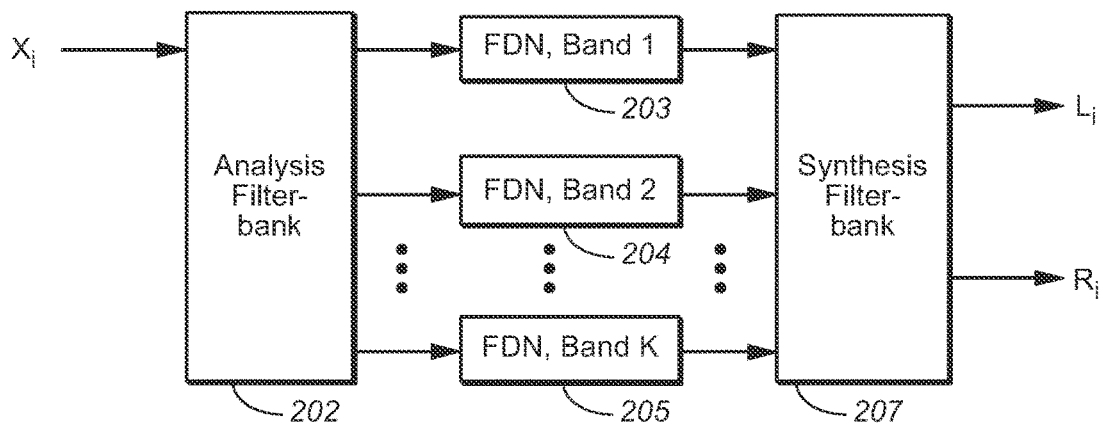 Xi
FDN, Band 1
203
Li
Analysis
Filter-
bank
FDN, Band 2
204
Synthesis
Filter-
bank
Ri
FDN, Band K
202
205
207